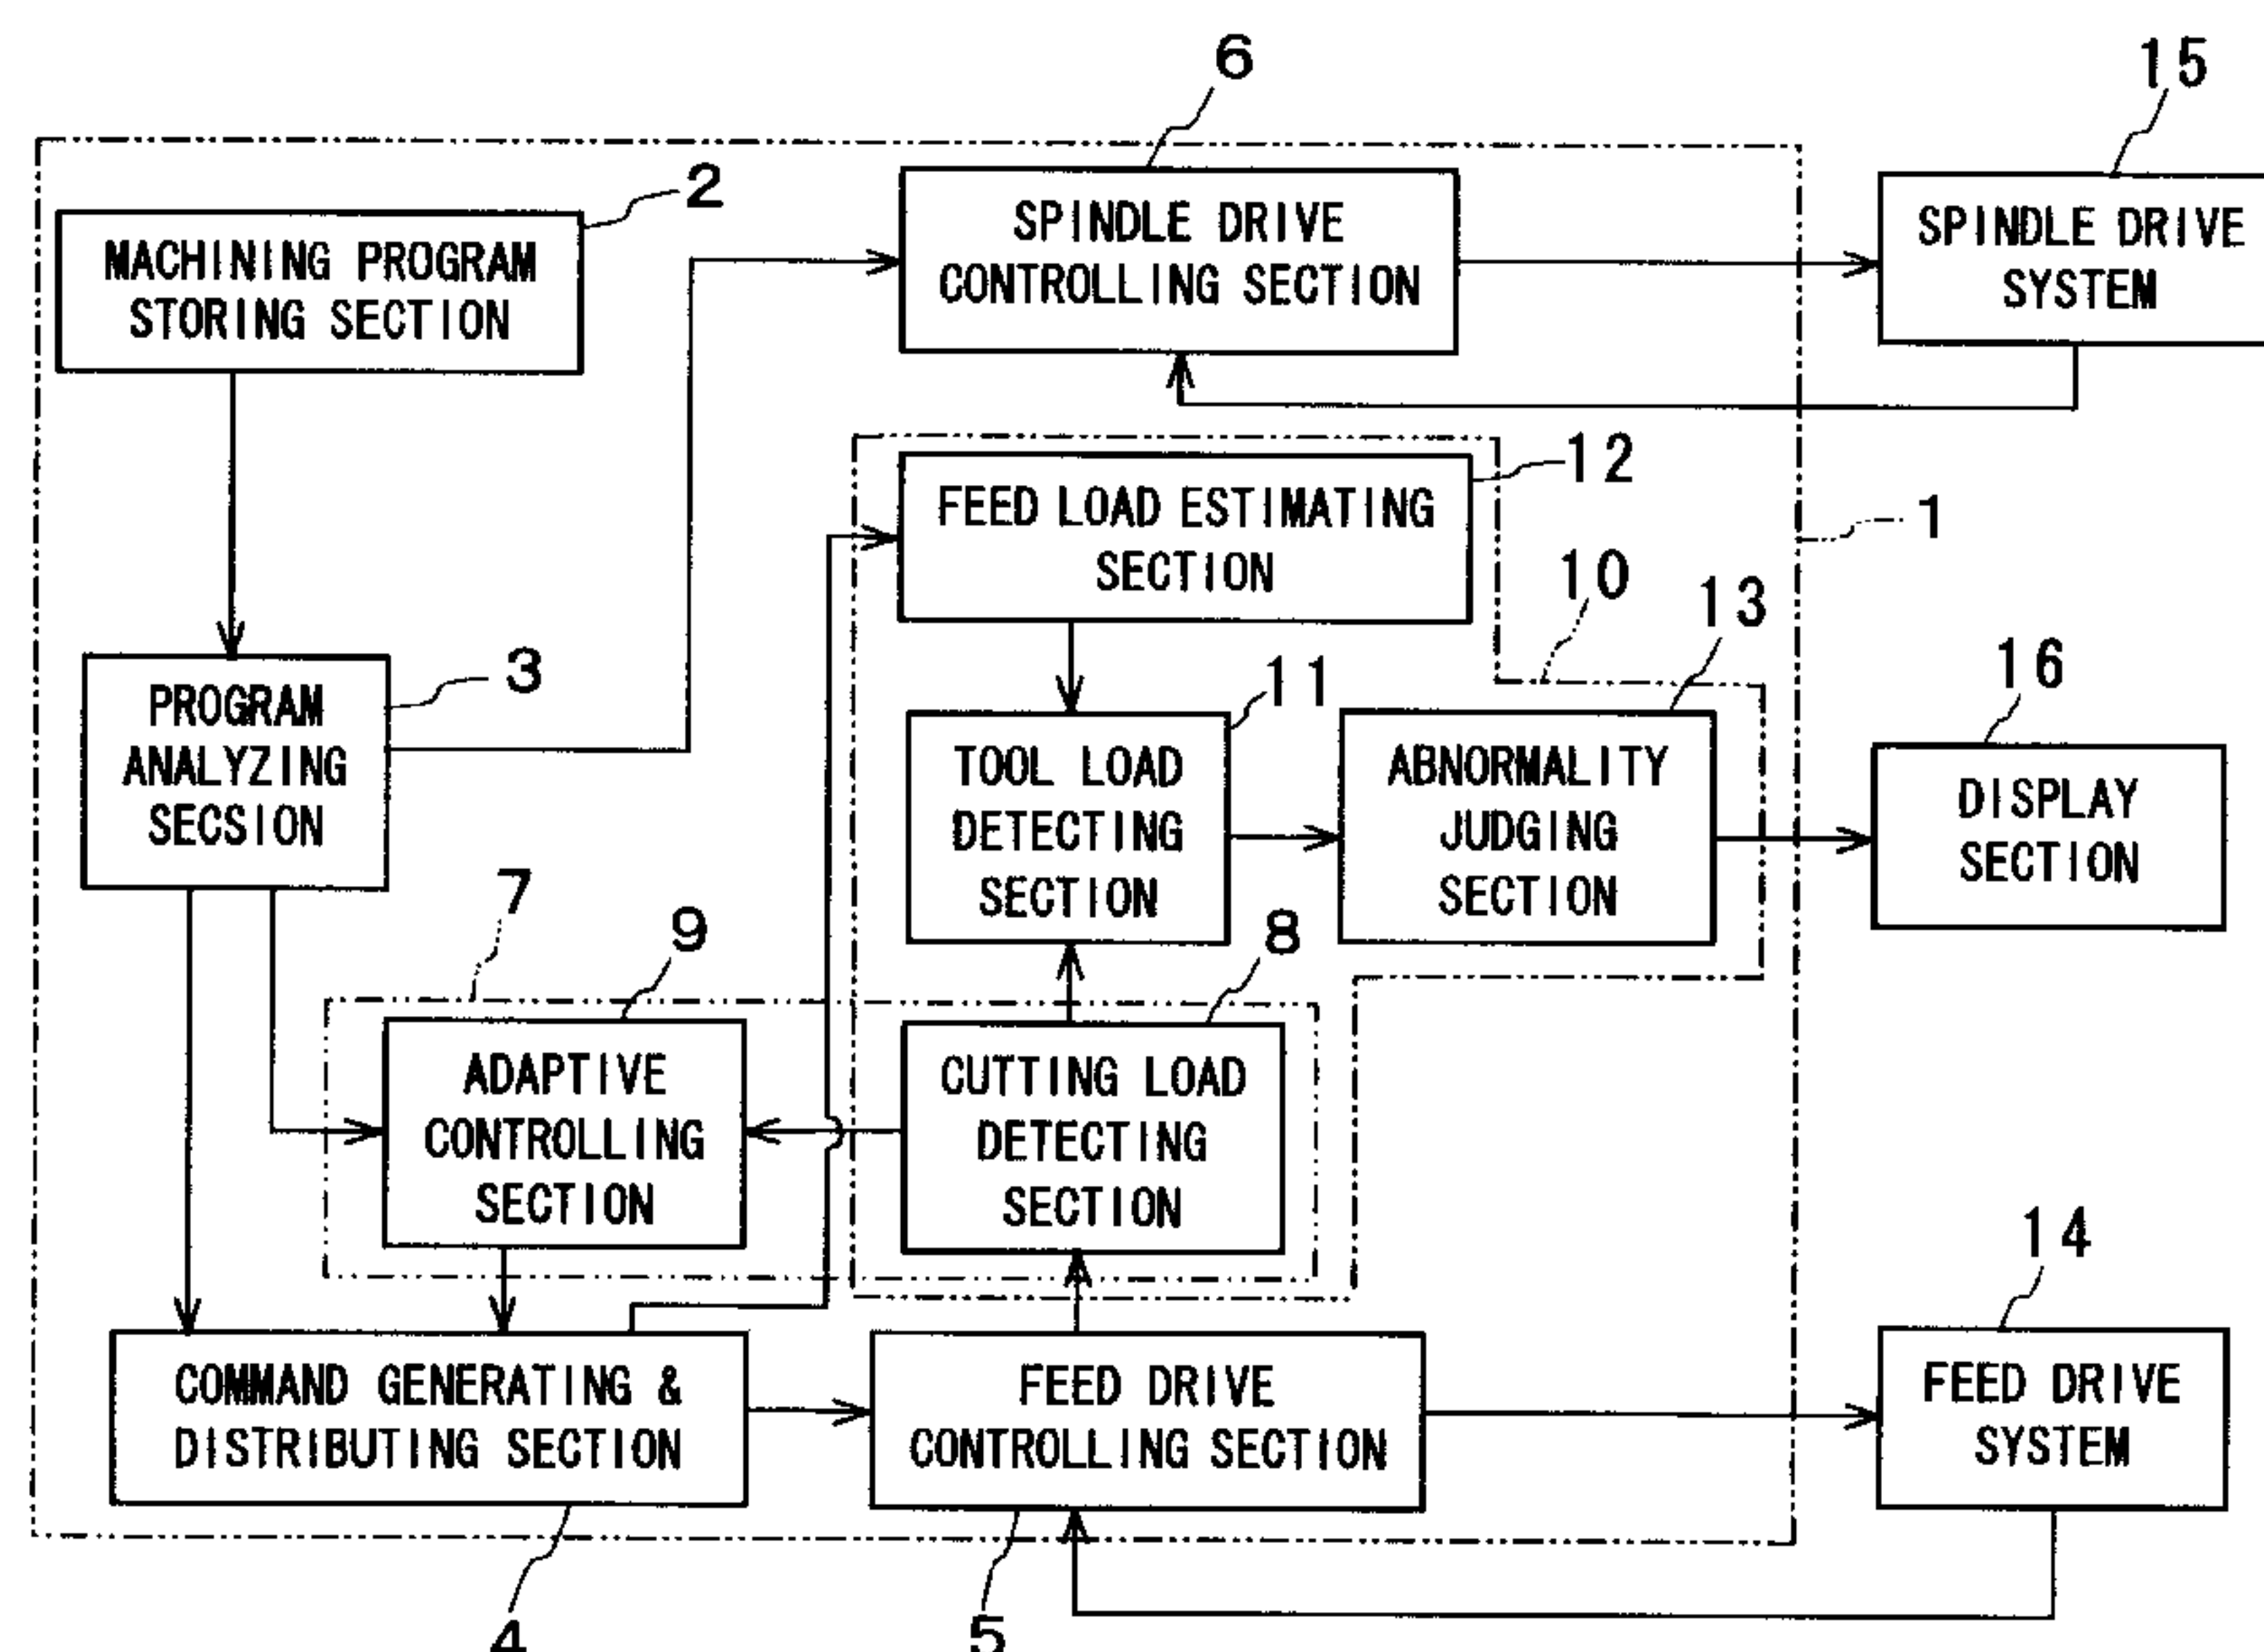 6
15
2
MACHINING PROGRAM
STORING SECTION
SPINDLE DRIVE
CONTROLLING SECTION
SPINDLE DRIVE
SYSTEM
12
FEED LOAD ESTIMATING
SECTION
1
10
13
3
PROGRAM
ANALYZING
SECSION
11
16
TOOL LOAD
DETECTING
SECTION
ABNORMALITY
JUDGING
SECTION
DISPLAY
SECTION
7
9
8
ADAPTIVE
CONTROLLING
SECTION
CUTTING LOAD
DETECTING
SECTION
14
COMMAND GENERATING &
DISTRIBUTING SECTION
FEED DRIVE
CONTROLLING SECTION
FEED DRIVE
SYSTEM
4
5